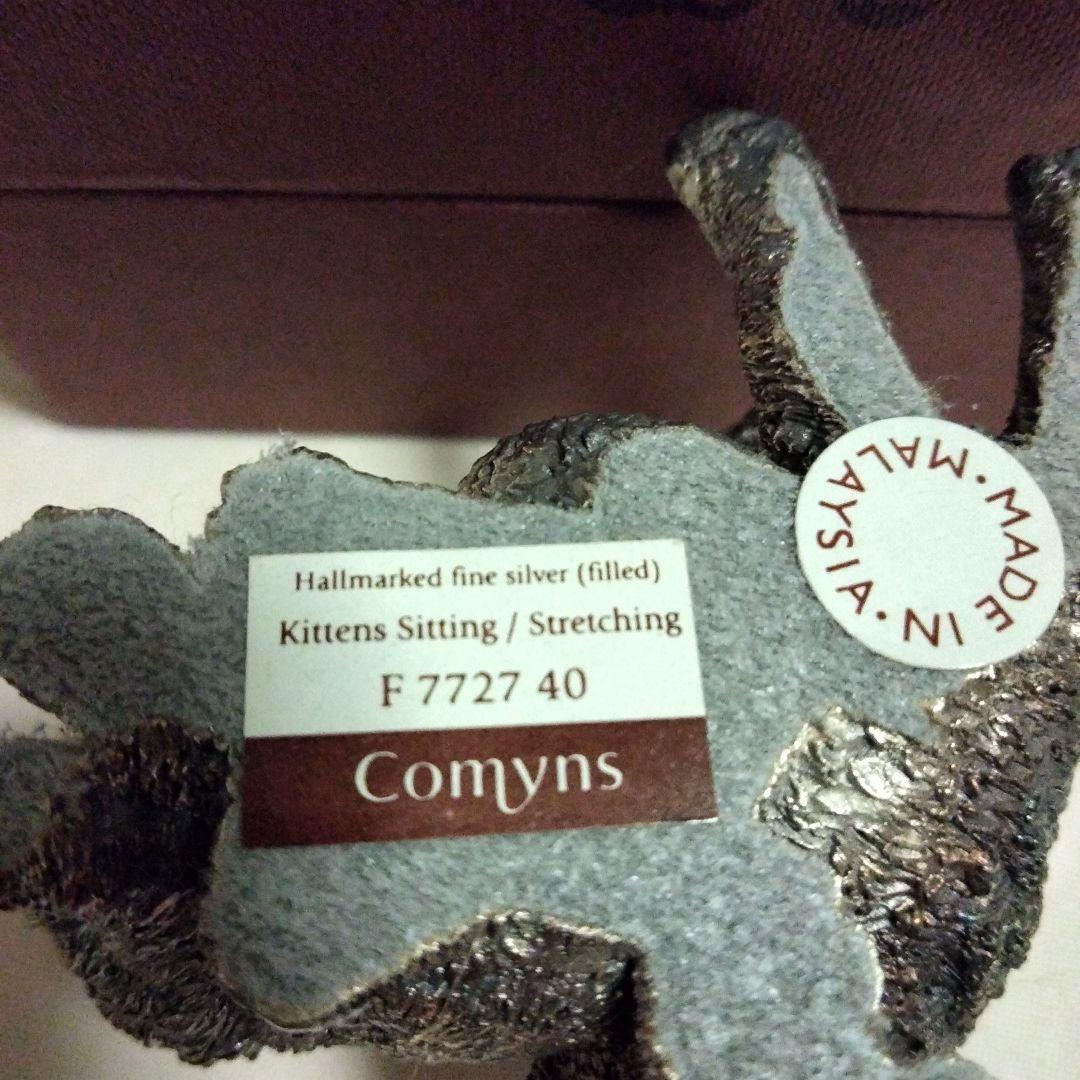 Hallmarked fine silver (filled)
Kittens Sitting / Stretching
F 7727 40
Comyns
MADE IN MALAYSIA